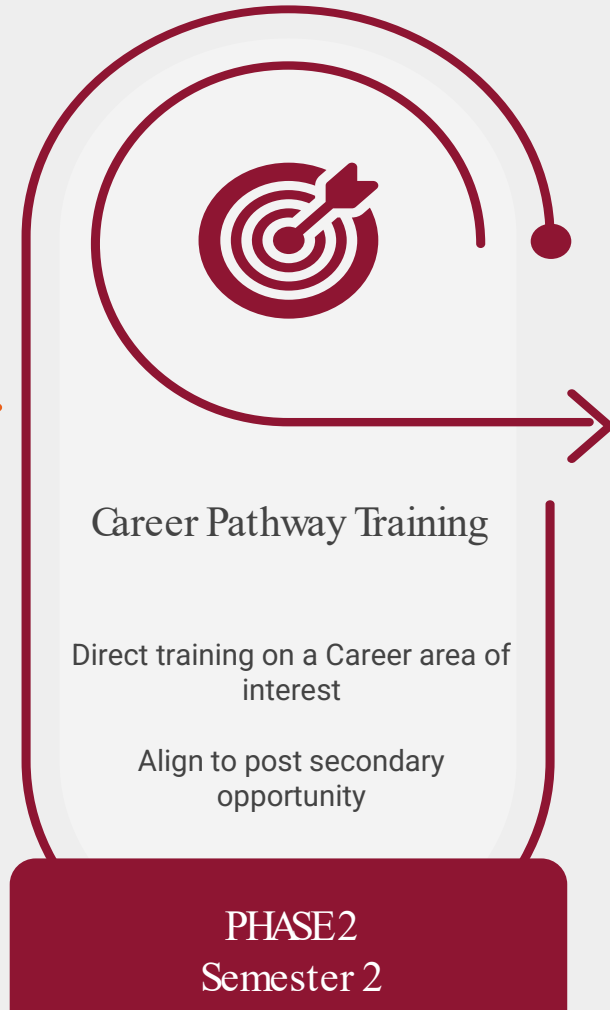 Career Pathway Training
Direct training on a Career area of
interest
Align to post secondary
opportunity
PHASE 2
Semester 2